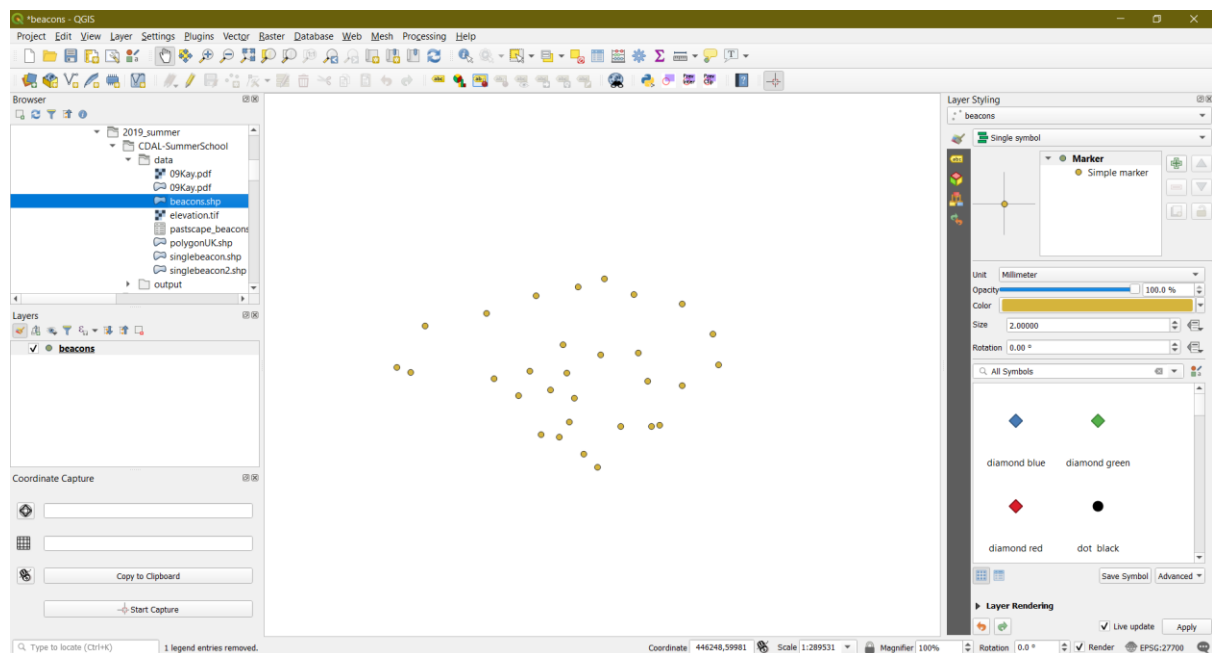 *beacons - QGIS
Project Edit View Layer Settings Plugins Vector Raster Database Web Mesh Processing Help
Browser
2019_summer
CDAL-SummerSchool
data
09Kay.pdf
09Kay.pdf
beacons.shp
elevation.tif
pastscape_beacons
polygonUK.shp
singlebeacon.shp
singlebeacon2.shp
output
Layers
beacons
Coordinate Capture
Copy to Clipboard
Start Capture
Layer Styling
beacons
Single symbol
Marker
Simple marker
Unit Millimeter
Opacity 100.0 %
Color
Size 2.00000
Rotation 0.00 °
All Symbols
diamond blue diamond green
diamond red dot black
Save Symbol Advanced
Layer Rendering
Live update Apply
Type to locate (Ctrl+K) 1 legend entries removed. Coordinate 446248,59981 Scale 1:289531 Magnifier 100% Rotation 0.0 ° Render EPSG:27700